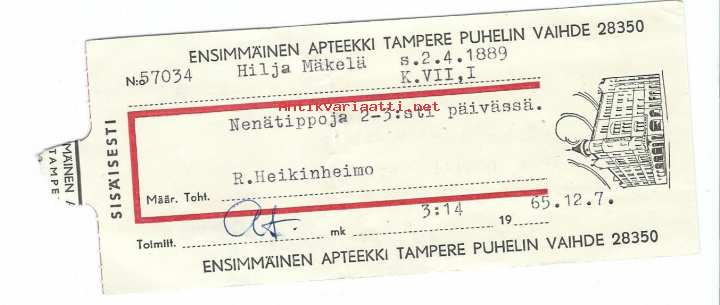 ENSIMMÄINEN APTEEKKI TAMPERE PUHELIN VAIHDE 28350
N:o 57034 Hilja Mäkelä s.2.4.1889
K.VII,I
Antikvariaatti.net
Nenätippoja 2-3:sti päivässä.
R.Heikinheimo
Määr. Toht.
Toimitt. mk 3:14 19 65.12.7.
ENSIMMÄINEN APTEEKKI TAMPERE PUHELIN VAIHDE 28350
SISÄISESTI
MÄINEN A
TAMPE